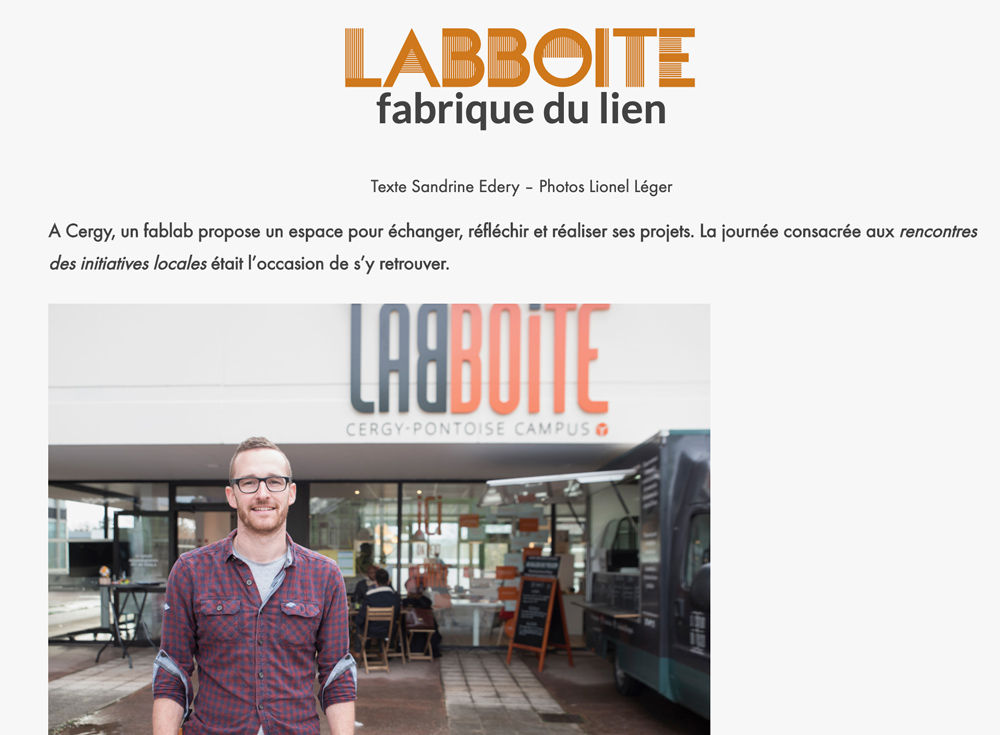 LABBOITE
fabrique du lien
Texte Sandrine Edery – Photos Lionel Léger
A Cergy, un fablab propose un espace pour échanger, réfléchir et réaliser ses projets. La journée consacrée aux rencontres
des initiatives locales était l’occasion de s’y retrouver.
LABBOiTE
CERGY-PONTOISE CAMPUS
ici